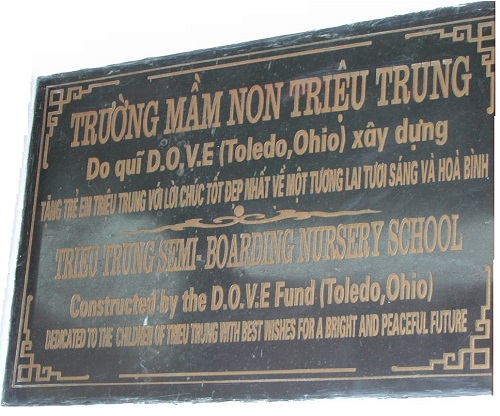 TRƯỜNG MẦM NON TRIỆU TRUNG
Do quĩ D.O.V.E (Toledo,Ohio) xây dựng
TẶNG TRẺ EM TRIỆU TRUNG VỚI LỜI CHÚC TỐT ĐẸP NHẤT VỀ MỘT TƯƠNG LAI TƯƠI SÁNG VÀ HOÀ BÌNH
TRIEU TRUNG SEMI- BOARDING NURSERY SCHOOL
Constructed by the D.O.V.E Fund (Toledo,Ohio)
DEDICATED TO THE CHILDREN OF TRIEU TRUNG WITH BEST WISHES FOR A BRIGHT AND PEACEFUL FUTURE